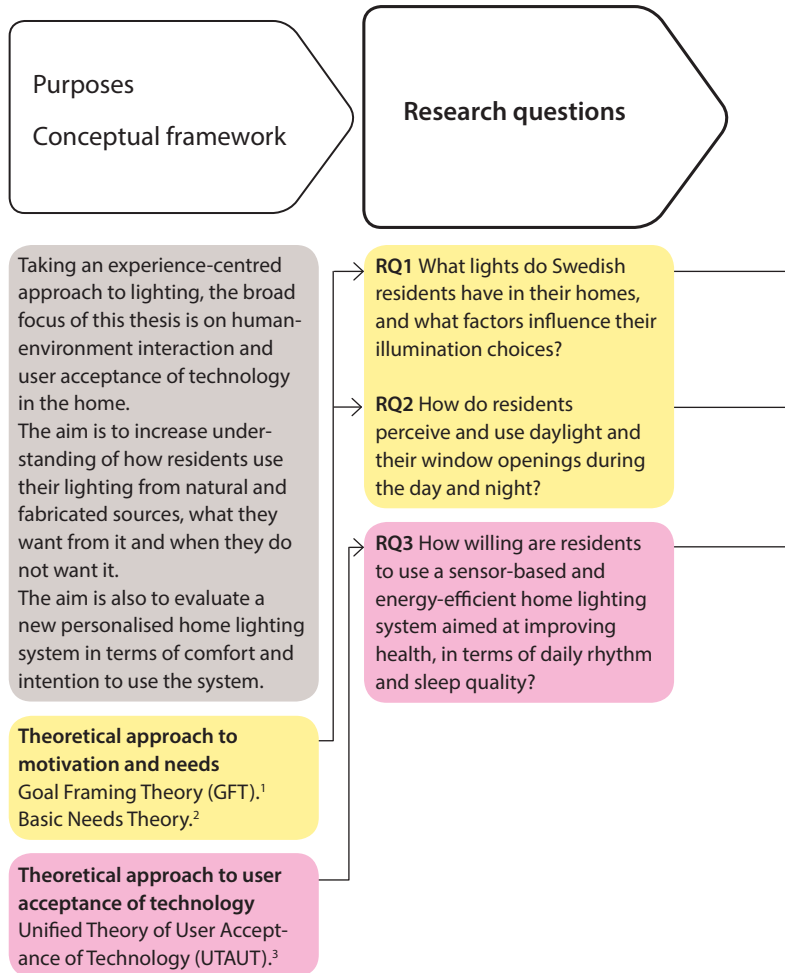 Purposes
Conceptual framework
Research questions
Taking an experience-centred
approach to lighting, the broad
focus of this thesis is on human-
environment interaction and
user acceptance of technology
in the home.
The aim is to increase under-
standing of how residents use
their lighting from natural and
fabricated sources, what they
want from it and when they do
not want it.
The aim is also to evaluate a
new personalised home lighting
system in terms of comfort and
intention to use the system.
Theoretical approach to
motivation and needs
Goal Framing Theory (GFT).¹
Basic Needs Theory.²
Theoretical approach to user
acceptance of technology
Unified Theory of User Accept-
ance of Technology (UTAUT).³
RQ1 What lights do Swedish
residents have in their homes,
and what factors influence their
illumination choices?
RQ2 How do residents
perceive and use daylight and
their window openings during
the day and night?
RQ3 How willing are residents
to use a sensor-based and
energy-efficient home lighting
system aimed at improving
health, in terms of daily rhythm
and sleep quality?